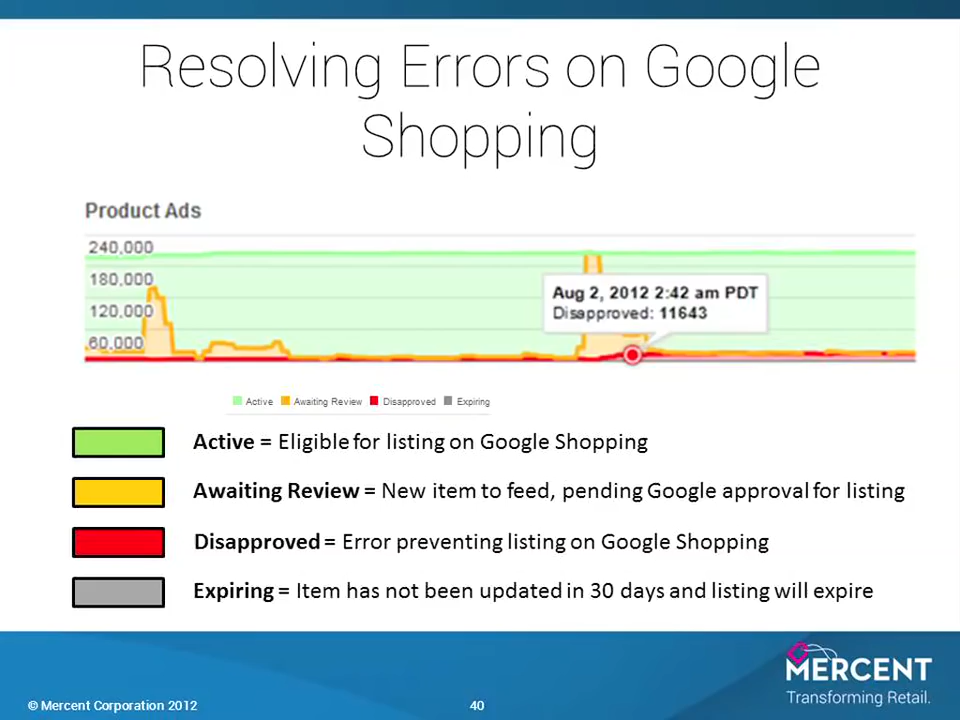 Resolving Errors on Google
Shopping
Product Ads
240,000
180,000
120,000
60,000
Aug 2, 2012 2:42 am PDT
Disapproved: 11643
Active Awaiting Review Disapproved Expiring
Active = Eligible for listing on Google Shopping
Awaiting Review = New item to feed, pending Google approval for listing
Disapproved = Error preventing listing on Google Shopping
Expiring = Item has not been updated in 30 days and listing will expire
MERCENT
Transforming Retail.
© Mercent Corporation 2012
40